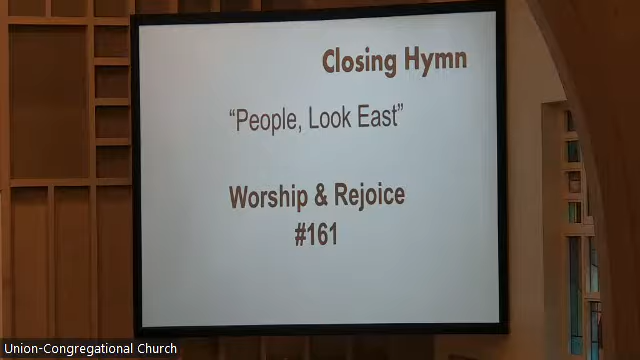 Closing Hymn
“People, Look East”
Worship & Rejoice
#161
Union-Congregational Church